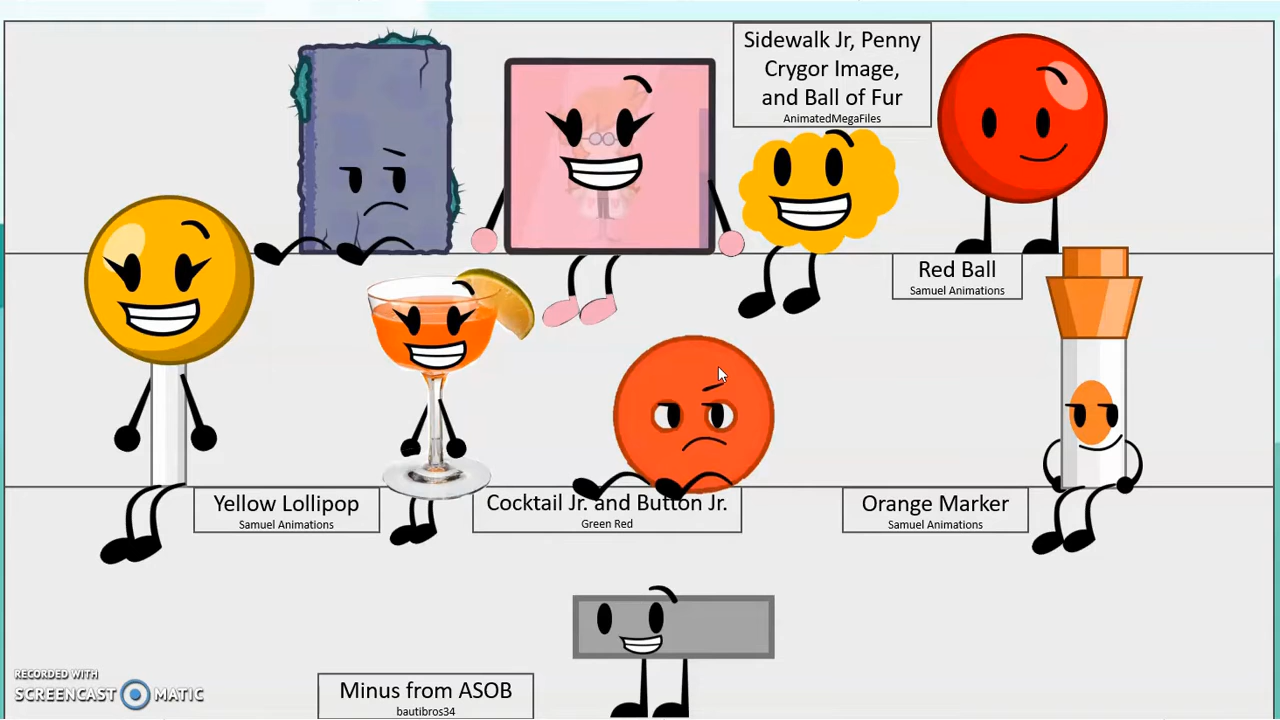 Sidewalk Jr, Penny
Crygor Image,
and Ball of Fur
AnimatedMegaFiles
Red Ball
Samuel Animations
Yellow Lollipop
Samuel Animations
Cocktail Jr. and Button Jr.
Green Red
Orange Marker
Samuel Animations
Minus from ASOB
bautibros34
RECORDED WITH
SCREENCAST MATIC